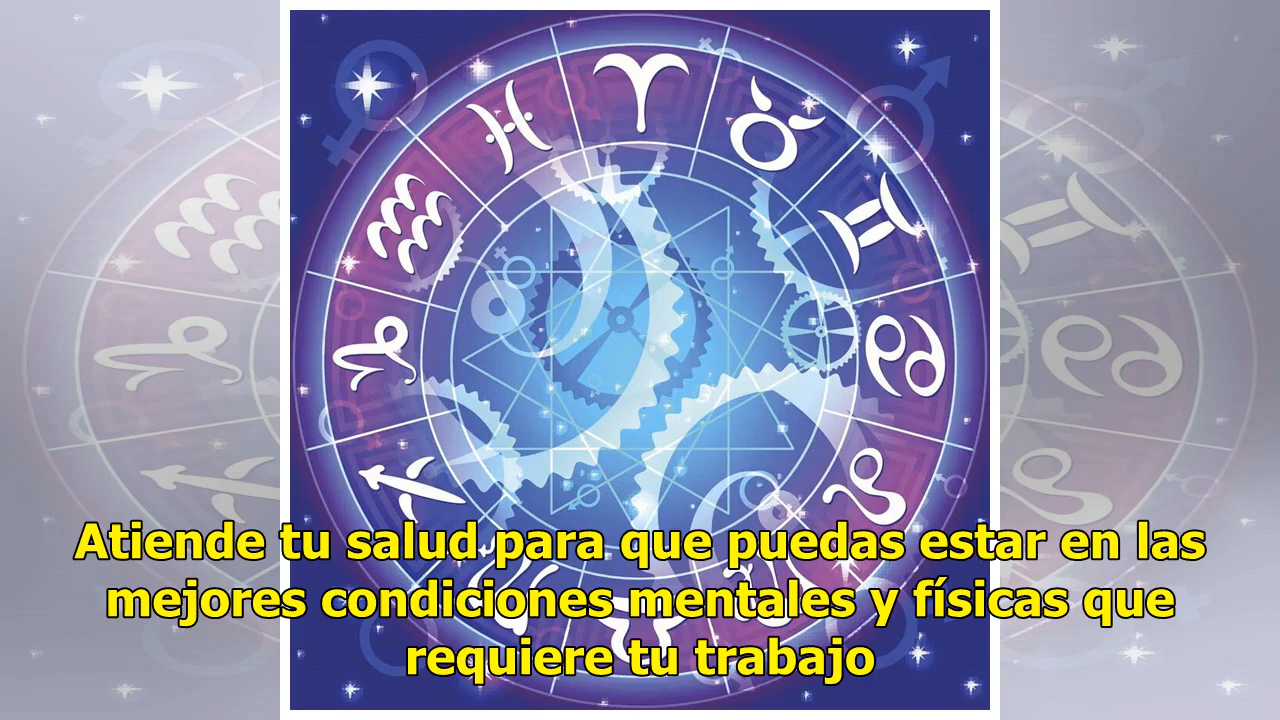 Atiende tu salud para que puedas estar en las
mejores condiciones mentales y físicas que
requiere tu trabajo